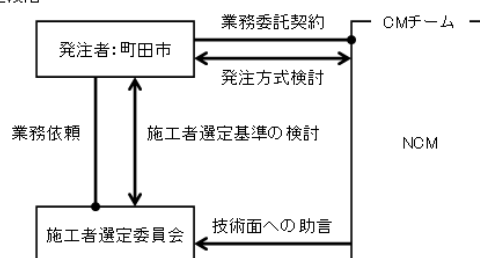 業務委託契約
CMチーム
発注者:町田市
発注方式検討
業務依頼
施工者選定基準の検討
NCM
技術面への助言
施工者選定委員会